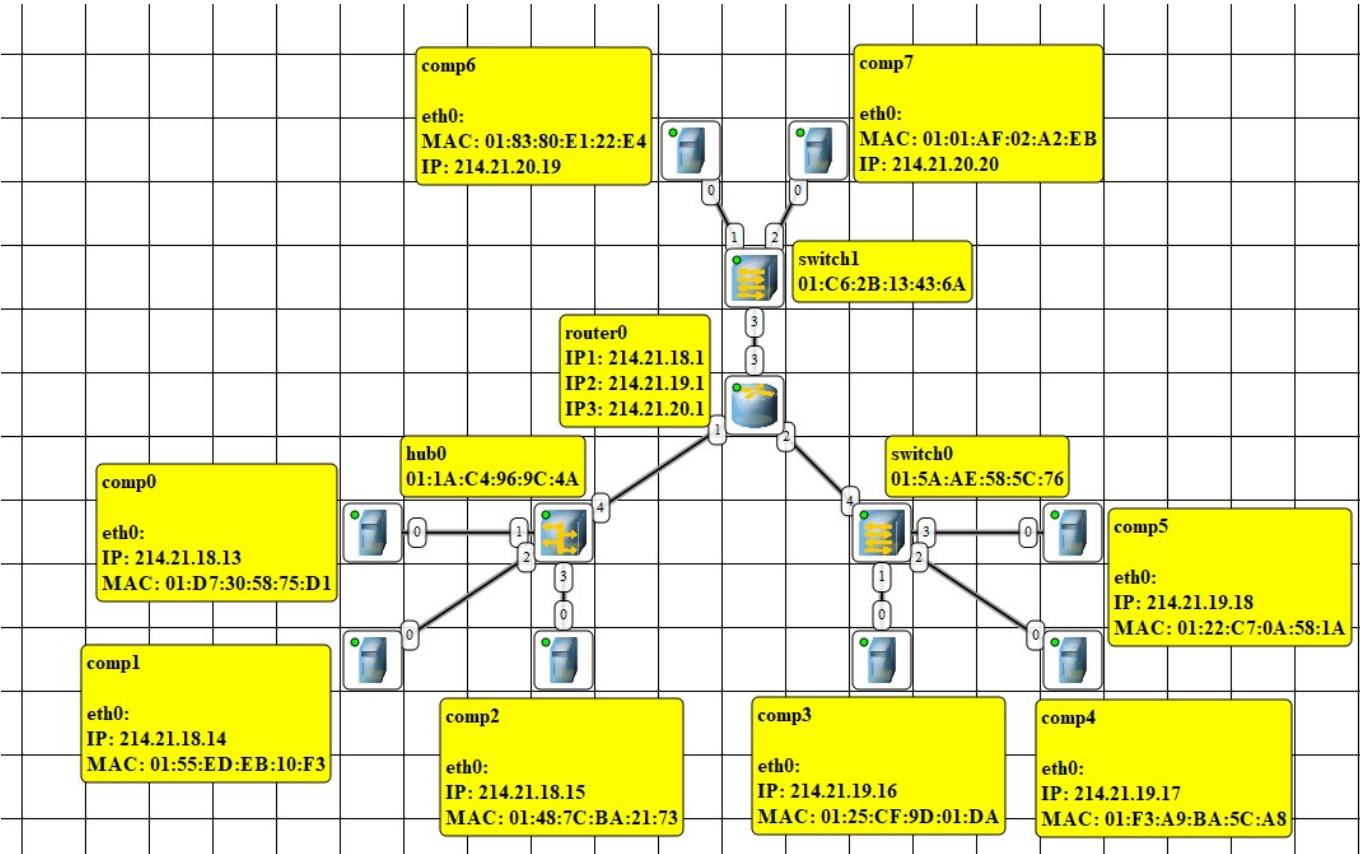 comp6
eth0:
MAC: 01:83:80:E1:22:E4
IP: 214.21.20.19
comp7
eth0:
MAC: 01:01:AF:02:A2:EB
IP: 214.21.20.20
0
0
1
2
switch1
01:C6:2B:13:43:6A
3
3
router0
IP1: 214.21.18.1
IP2: 214.21.19.1
IP3: 214.21.20.1
1
2
hub0
01:1A:C4:96:9C:4A
4
switch0
01:5A:AE:58:5C:76
4
comp0
eth0:
IP: 214.21.18.13
MAC: 01:D7:30:58:75:D1
0
1
2
3
0
0
3
0
1
2
0
0
comp5
eth0:
IP: 214.21.19.18
MAC: 01:22:C7:0A:58:1A
comp1
eth0:
IP: 214.21.18.14
MAC: 01:55:ED:EB:10:F3
comp2
eth0:
IP: 214.21.18.15
MAC: 01:48:7C:BA:21:73
comp3
eth0:
IP: 214.21.19.16
MAC: 01:25:CF:9D:01:DA
comp4
eth0:
IP: 214.21.19.17
MAC: 01:F3:A9:BA:5C:A8